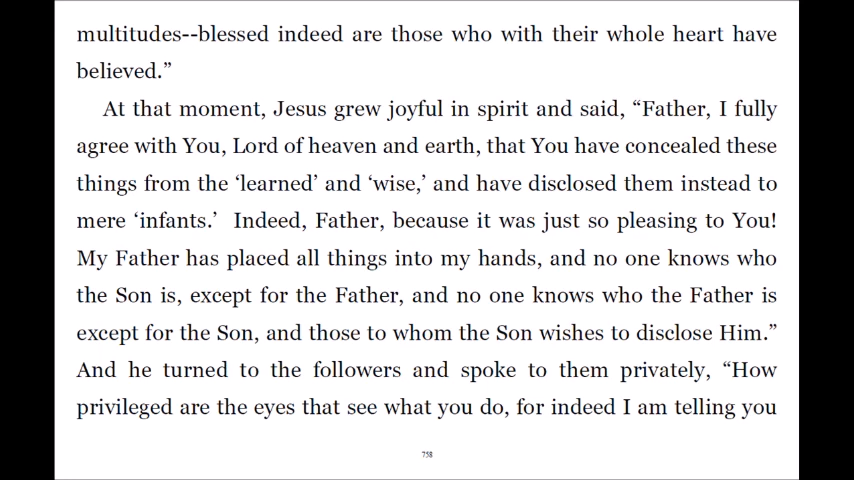 multitudes--blessed indeed are those who with their whole heart have
believed.”
At that moment, Jesus grew joyful in spirit and said, “Father, I fully
agree with You, Lord of heaven and earth, that You have concealed these
things from the ‘learned’ and ‘wise,’ and have disclosed them instead to
mere ‘infants.’  Indeed, Father, because it was just so pleasing to You!
My Father has placed all things into my hands, and no one knows who
the Son is, except for the Father, and no one knows who the Father is
except for the Son, and those to whom the Son wishes to disclose Him.”
And he turned to the followers and spoke to them privately, “How
privileged are the eyes that see what you do, for indeed I am telling you
758